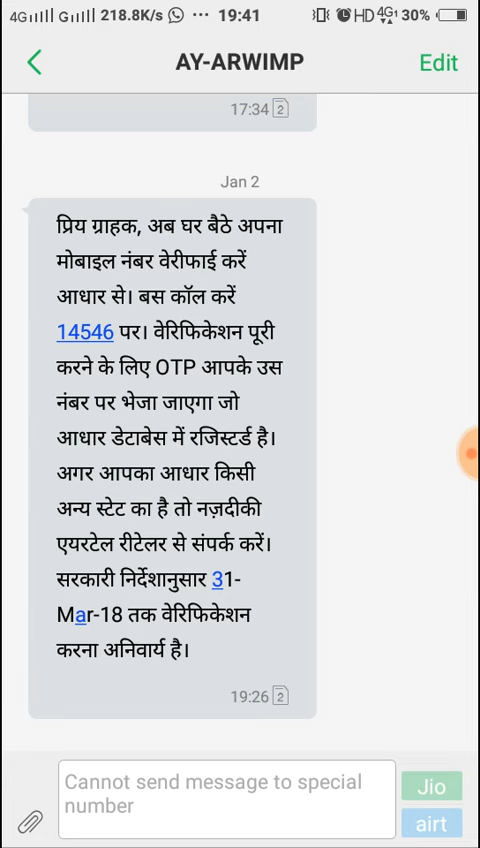 4G G 218.8K/s ... 19:41 HD 4G 30%
AY-ARWIMP
Edit
17:34 2
Jan 2
प्रिय ग्राहक, अब घर बैठे अपना
मोबाइल नंबर वेरीफाई करें
आधार से। बस कॉल करें
14546 पर। वेरिफिकेशन पूरी
करने के लिए OTP आपके उस
नंबर पर भेजा जाएगा जो
आधार डेटाबेस में रजिस्टर्ड है।
अगर आपका आधार किसी
अन्य स्टेट का है तो नज़दीकी
एयरटेल रीटेलर से संपर्क करें।
सरकारी निर्देशानुसार 31-
Mar-18 तक वेरिफिकेशन
करना अनिवार्य है।
19:26 2
Cannot send message to special
number
Jio
airt